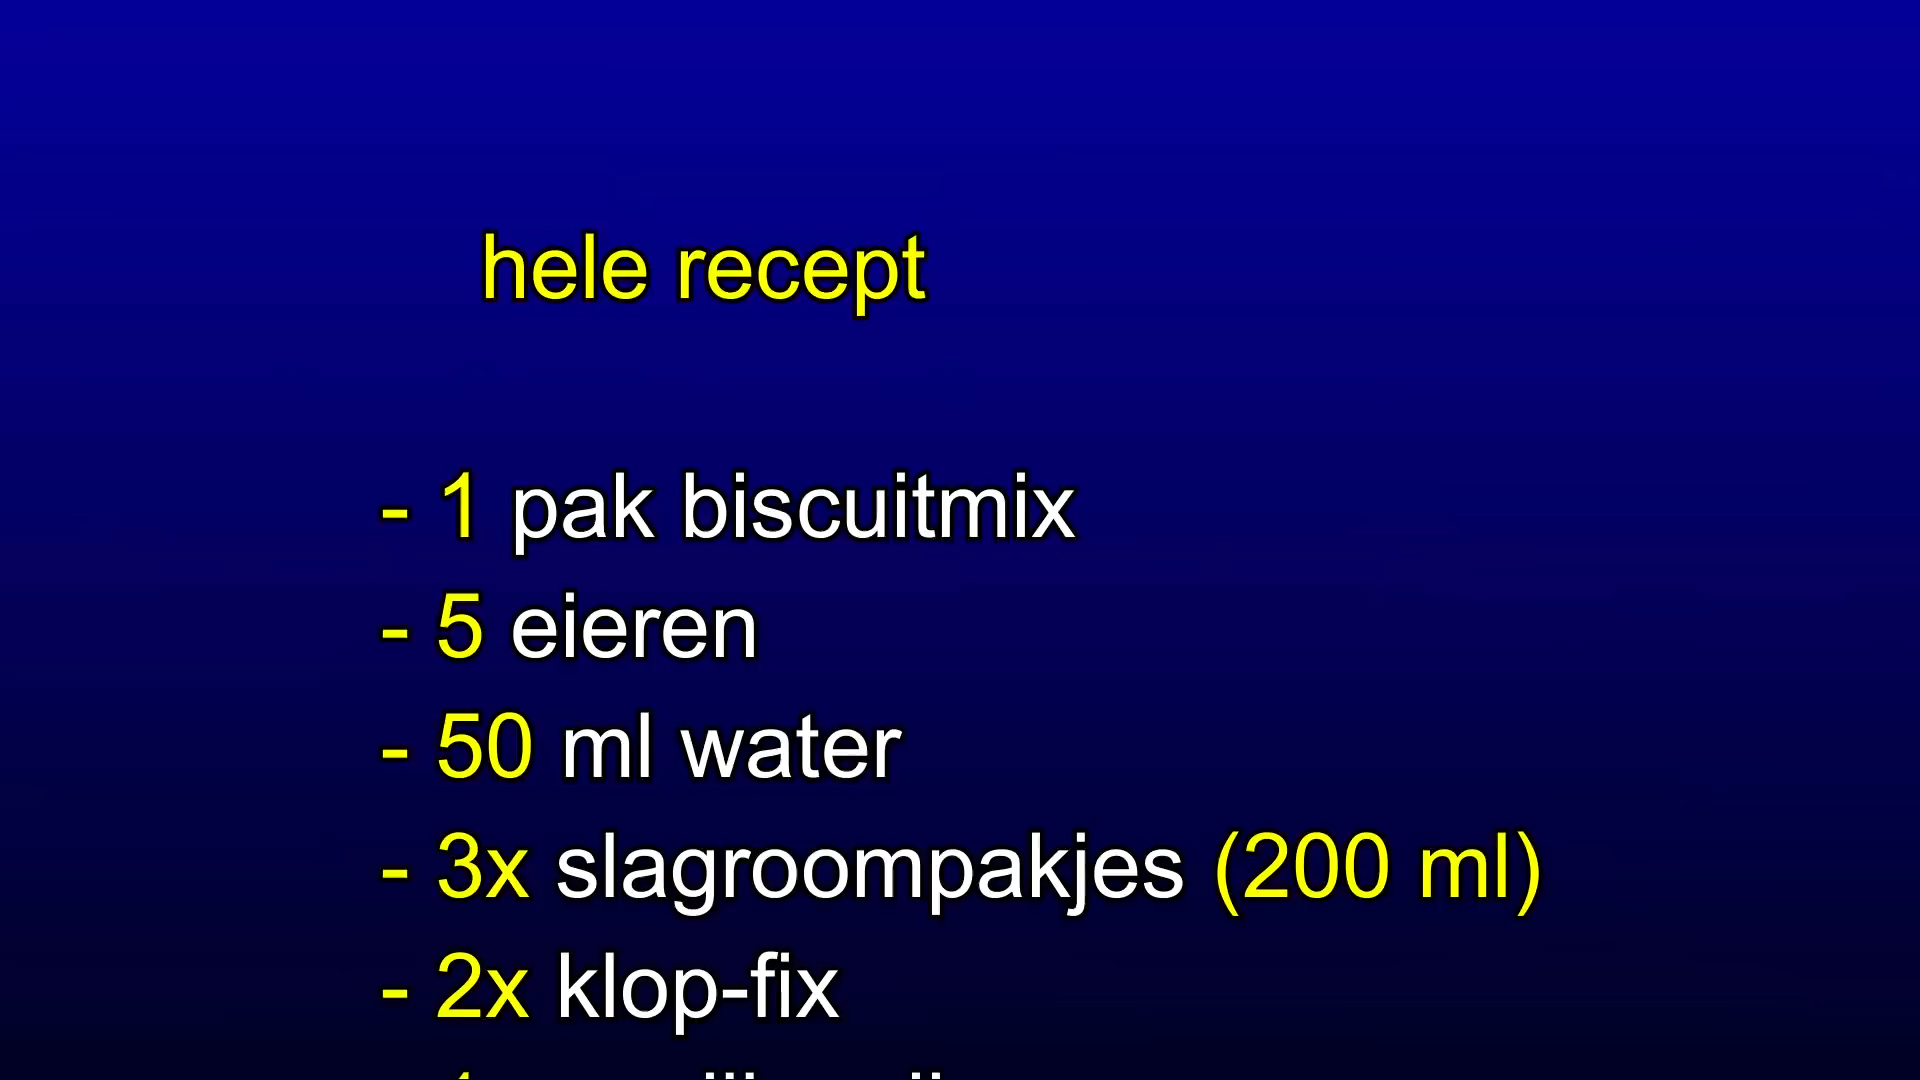 hele recept
- 1 pak biscuitmix
- 5 eieren
- 50 ml water
- 3x slagroompakjes (200 ml)
- 2x klop-fix